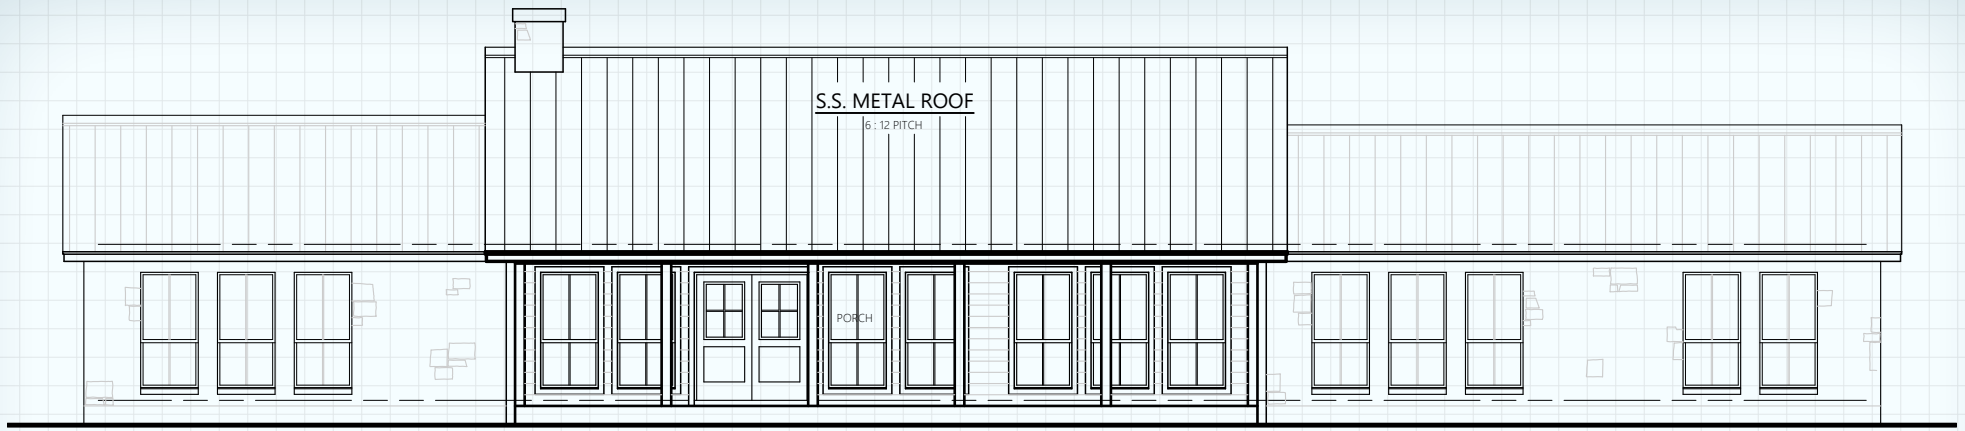 S.S. METAL ROOF
6 : 12 PITCH
PORCH